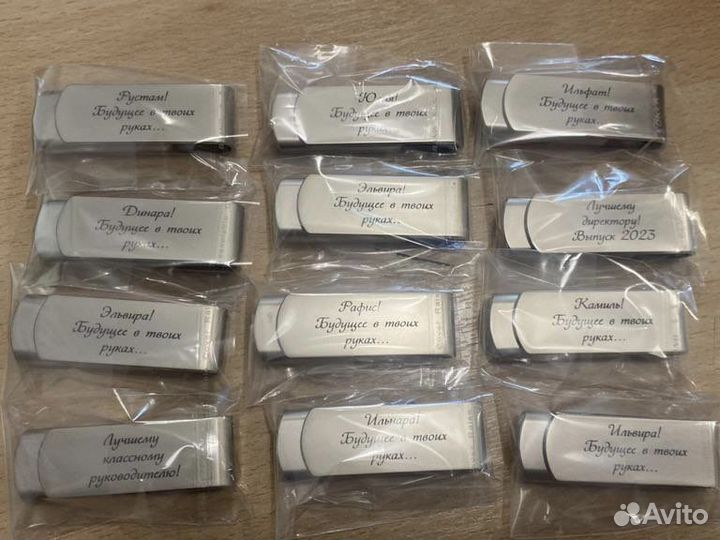 Рустам!
Будущее в твоих
руках...
Будущее в твоих
руках...
Ильфат!
Будущее в твоих
руках...
Динара!
Будущее в твоих
руках...
Эльвира!
Будущее в твоих
руках...
Лучшему
директору!
Выпуск 2023
Эльвира!
Будущее в твоих
руках...
Рафис!
Будущее в твоих
руках...
Камиль!
Будущее в твоих
руках...
Лучшему
классному
руководителю!
Ильнара!
Будущее в твоих
руках...
Ильвира!
Будущее в твоих
руках...
Avito